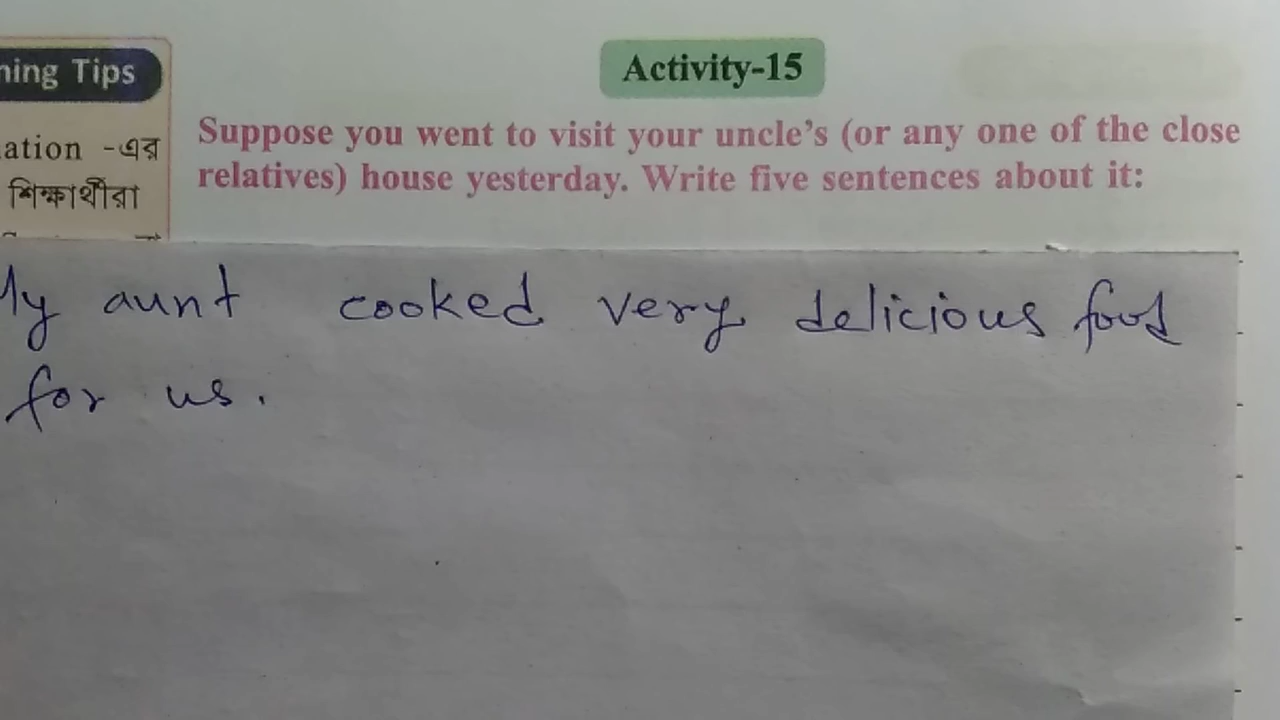 ning Tips
Activity-15
ation -এর
শিক্ষার্থীরা
Suppose you went to visit your uncle's (or any one of the close
relatives) house yesterday. Write five sentences about it:
My aunt cooked very delicious food
for us.